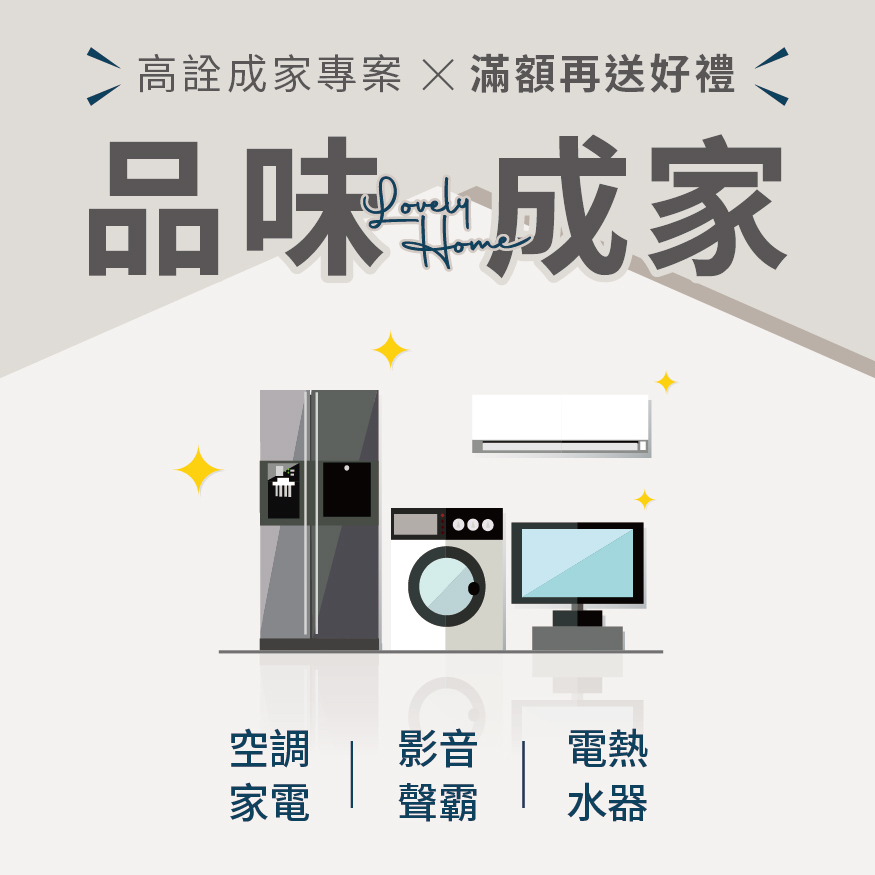 高詮成家專案 × 滿額再送好禮
品味成家
Lovely
Home
空調 | 影音 | 電熱
家電 | 聲霸 | 水器